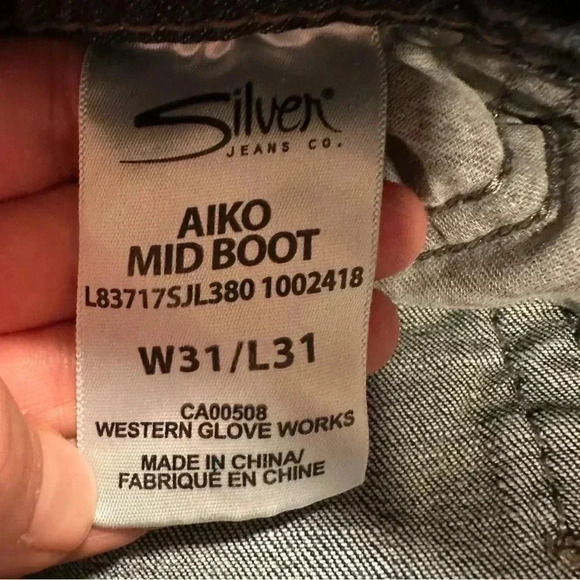 Silver®
JEANS CO.
AIKO
MID BOOT
L83717SJL380 1002418
W31/L31
CA00508
WESTERN GLOVE WORKS
MADE IN CHINA/
FABRIQUÉ EN CHINE